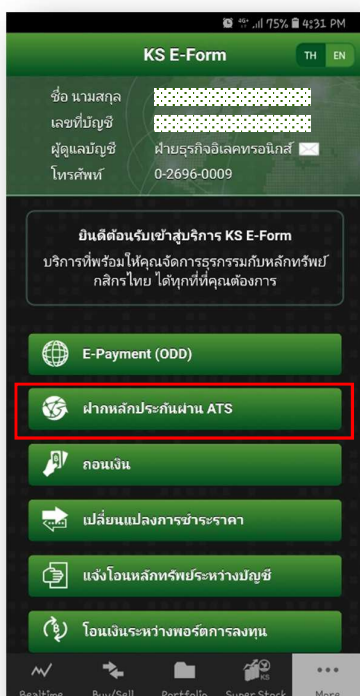 4G+ 75% 4:31 PM
KS E-Form
TH EN
ชื่อ นามสกุล
เลขที่บัญชี
ผู้ดูแลบัญชี ฝ่ายธุรกิจอิเลคทรอนิกส์
โทรศัพท์ 0-2696-0009
ยินดีต้อนรับเข้าสู่บริการ KS E-Form
บริการที่พร้อมให้คุณจัดการธุรกรรมกับหลักทรัพย์
กสิกรไทย ได้ทุกที่ที่คุณต้องการ
E-Payment (ODD)
ฝากหลักประกันผ่าน ATS
ถอนเงิน
เปลี่ยนแปลงการชำระราคา
แจ้งโอนหลักทรัพย์ระหว่างบัญชี
โอนเงินระหว่างพอร์ตการลงทุน
KS
Realtime Buy/Sell Portfolio Super Stock More